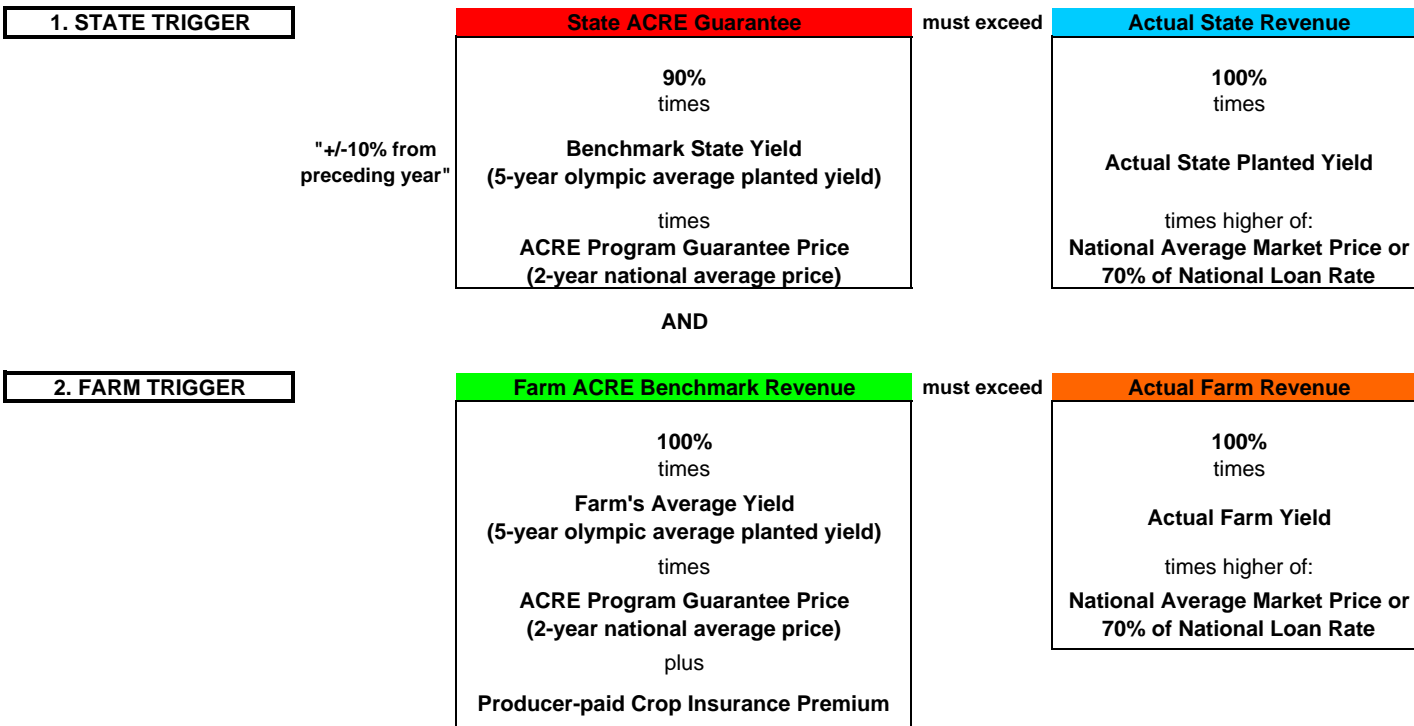 1. STATE TRIGGER
State ACRE Guarantee
must exceed
Actual State Revenue
90%
times
"+/-10% from
preceding year"
Benchmark State Yield
(5-year olympic average planted yield)
times
ACRE Program Guarantee Price
(2-year national average price)
100%
times
Actual State Planted Yield
times higher of:
National Average Market Price or
70% of National Loan Rate
AND
2. FARM TRIGGER
Farm ACRE Benchmark Revenue
must exceed
Actual Farm Revenue
100%
times
Farm's Average Yield
(5-year olympic average planted yield)
times
ACRE Program Guarantee Price
(2-year national average price)
plus
Producer-paid Crop Insurance Premium
100%
times
Actual Farm Yield
times higher of:
National Average Market Price or
70% of National Loan Rate